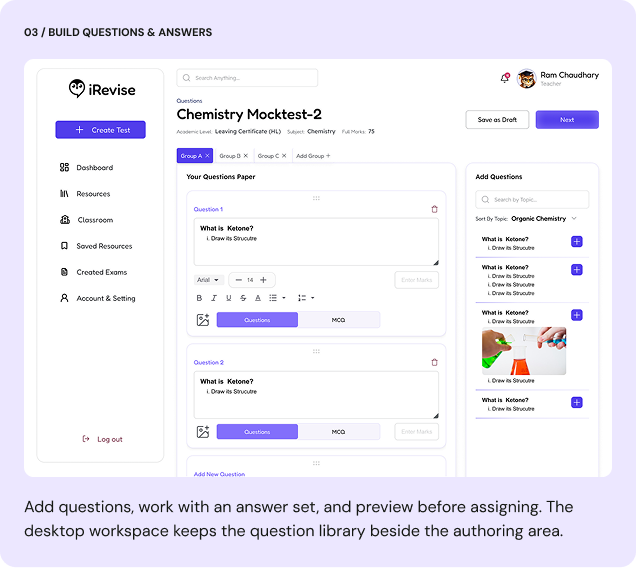 03 / BUILD QUESTIONS & ANSWERS
iRevise
Create Test
Dashboard
Resources
Classroom
Saved Resources
Created Exams
Account & Setting
Log out
Search Anything...
Ram Chaudhary
Teacher
Questions
Chemistry Mocktest-2
Academic Level: Leaving Certificate (HL) Subject: Chemistry Full Marks: 75
Save as Draft
Next
Group A × Group B × Group C × Add Group +
Your Questions Paper
Question 1
What is Ketone?
i. Draw its Strucutre
Arial
14
Enter Marks
B I U S A
Questions
MCQ
Question 2
What is Ketone?
i. Draw its Strucutre
Questions
MCQ
Enter Marks
Add New Question
Add Questions
Search by Topic...
Sort By Topic: Organic Chemistry
What is Ketone?
i. Draw its Strucutre
What is Ketone?
i. Draw its Strucutre
i. Draw its Strucutre
i. Draw its Strucutre
What is Ketone?
i. Draw its Strucutre
What is Ketone?
i. Draw its Strucutre
Add questions, work with an answer set, and preview before assigning. The
desktop workspace keeps the question library beside the authoring area.